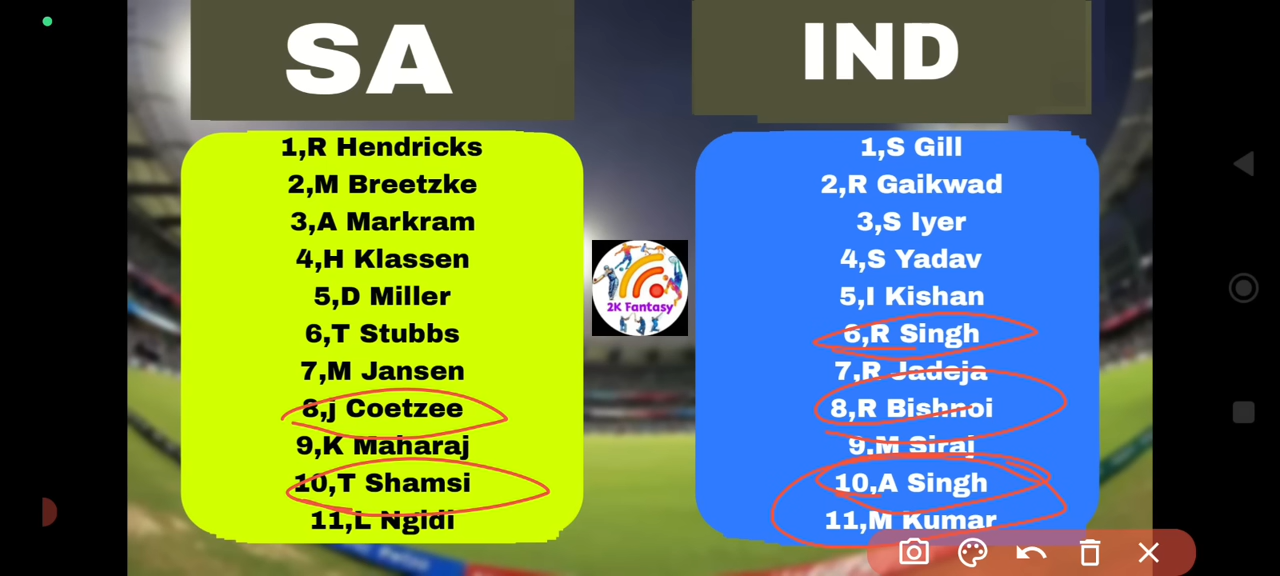 SA
1,R Hendricks
2,M Breetzke
3,A Markram
4,H Klassen
5,D Miller
6,T Stubbs
7,M Jansen
8,j Coetzee
9,K Maharaj
10,T Shamsi
11,L Ngidi
2K Fantasy
IND
1,S Gill
2,R Gaikwad
3,S Iyer
4,S Yadav
5,I Kishan
6,R Singh
7,R Jadeja
8,R Bishnoi
9.M Siraj
10,A Singh
11,M Kumar